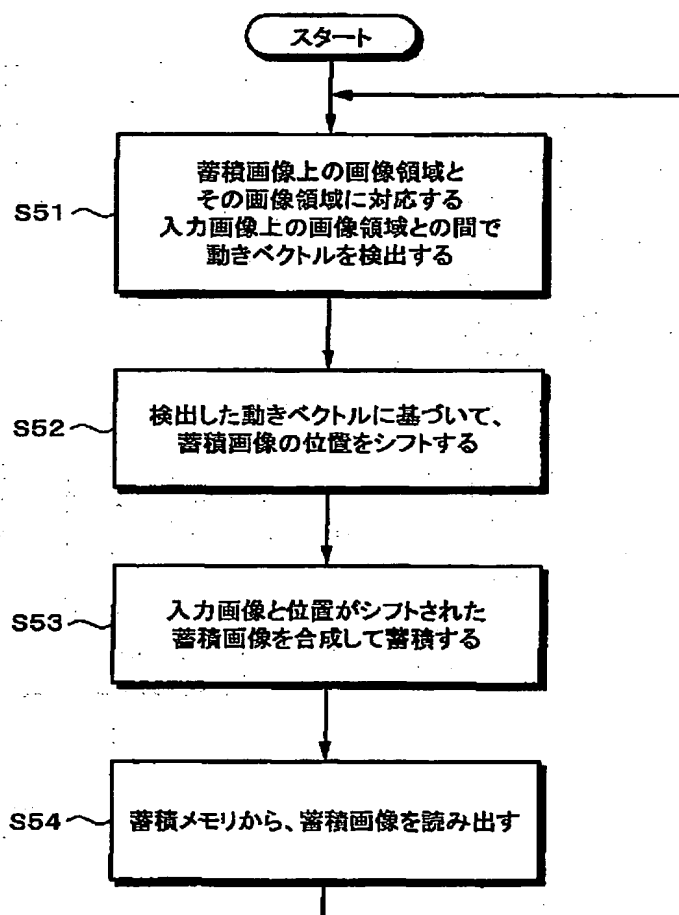 スタート
S51
蓄積画像上の画像領域と
その画像領域に対応する
入力画像上の画像領域との間で
動きベクトルを検出する
S52
検出した動きベクトルに基づいて、
蓄積画像の位置をシフトする
S53
入力画像と位置がシフトされた
蓄積画像を合成して蓄積する
S54
蓄積メモリから、蓄積画像を読み出す